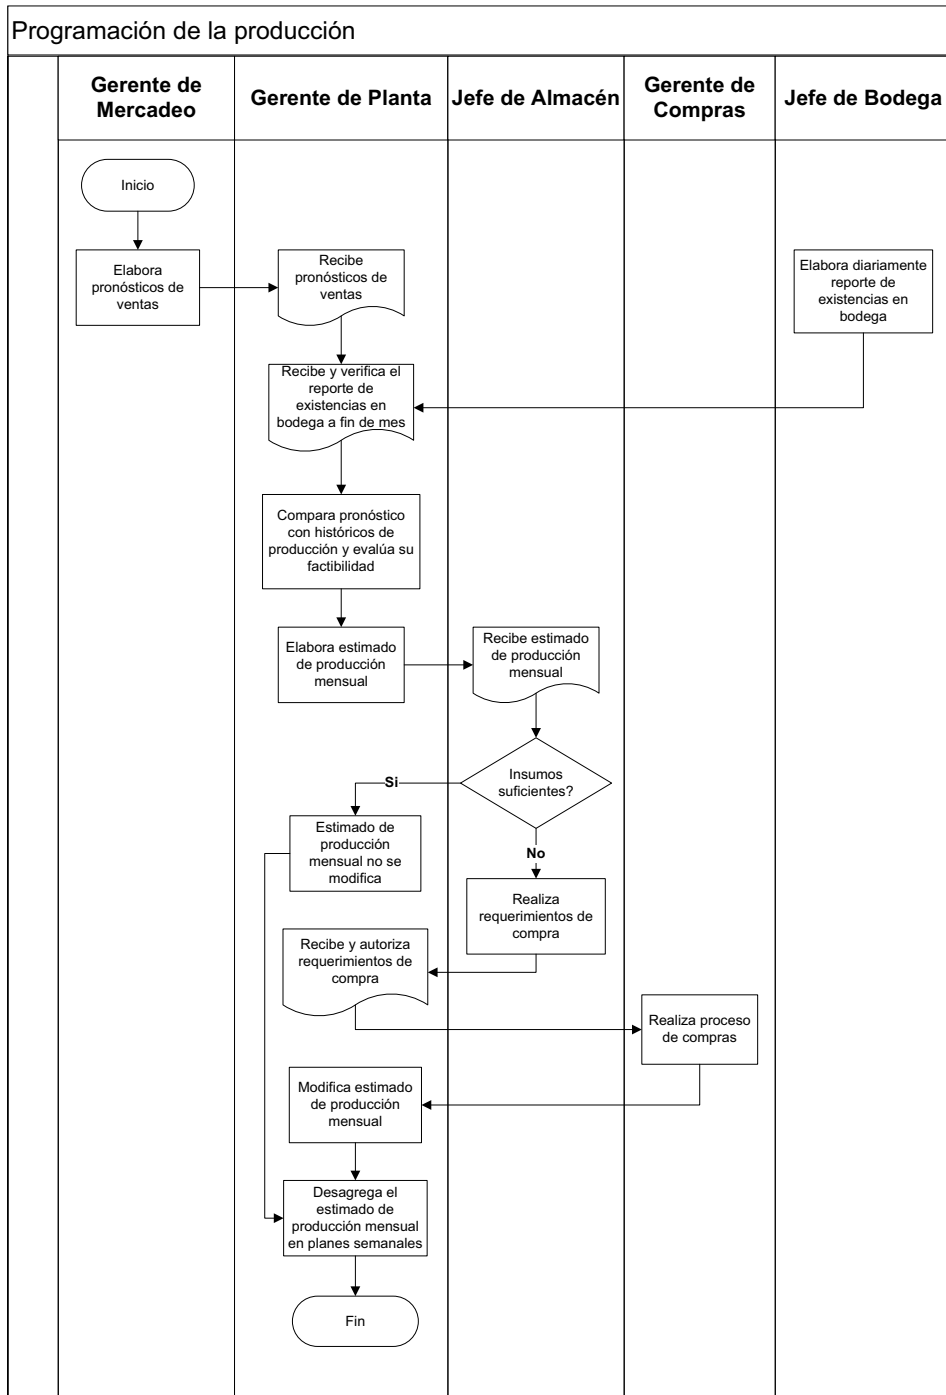 Programación de la producción
Gerente de
Mercadeo
Gerente de Planta
Jefe de Almacén
Gerente de
Compras
Jefe de Bodega
Inicio
Elabora
pronósticos de
ventas
Recibe
pronósticos de
ventas
Elabora diariamente
reporte de
existencias en
bodega
Recibe y verifica el
reporte de
existencias en
bodega a fin de mes
Compara pronóstico
con históricos de
producción y evalúa su
factibilidad
Elabora estimado
de producción
mensual
Recibe estimado
de producción
mensual
Insumos
suficientes?
Si
No
Estimado de
producción
mensual no se
modifica
Realiza
requerimientos de
compra
Recibe y autoriza
requerimientos de
compra
Realiza proceso
de compras
Modifica estimado
de producción
mensual
Desagrega el
estimado de
producción mensual
en planes semanales
Fin